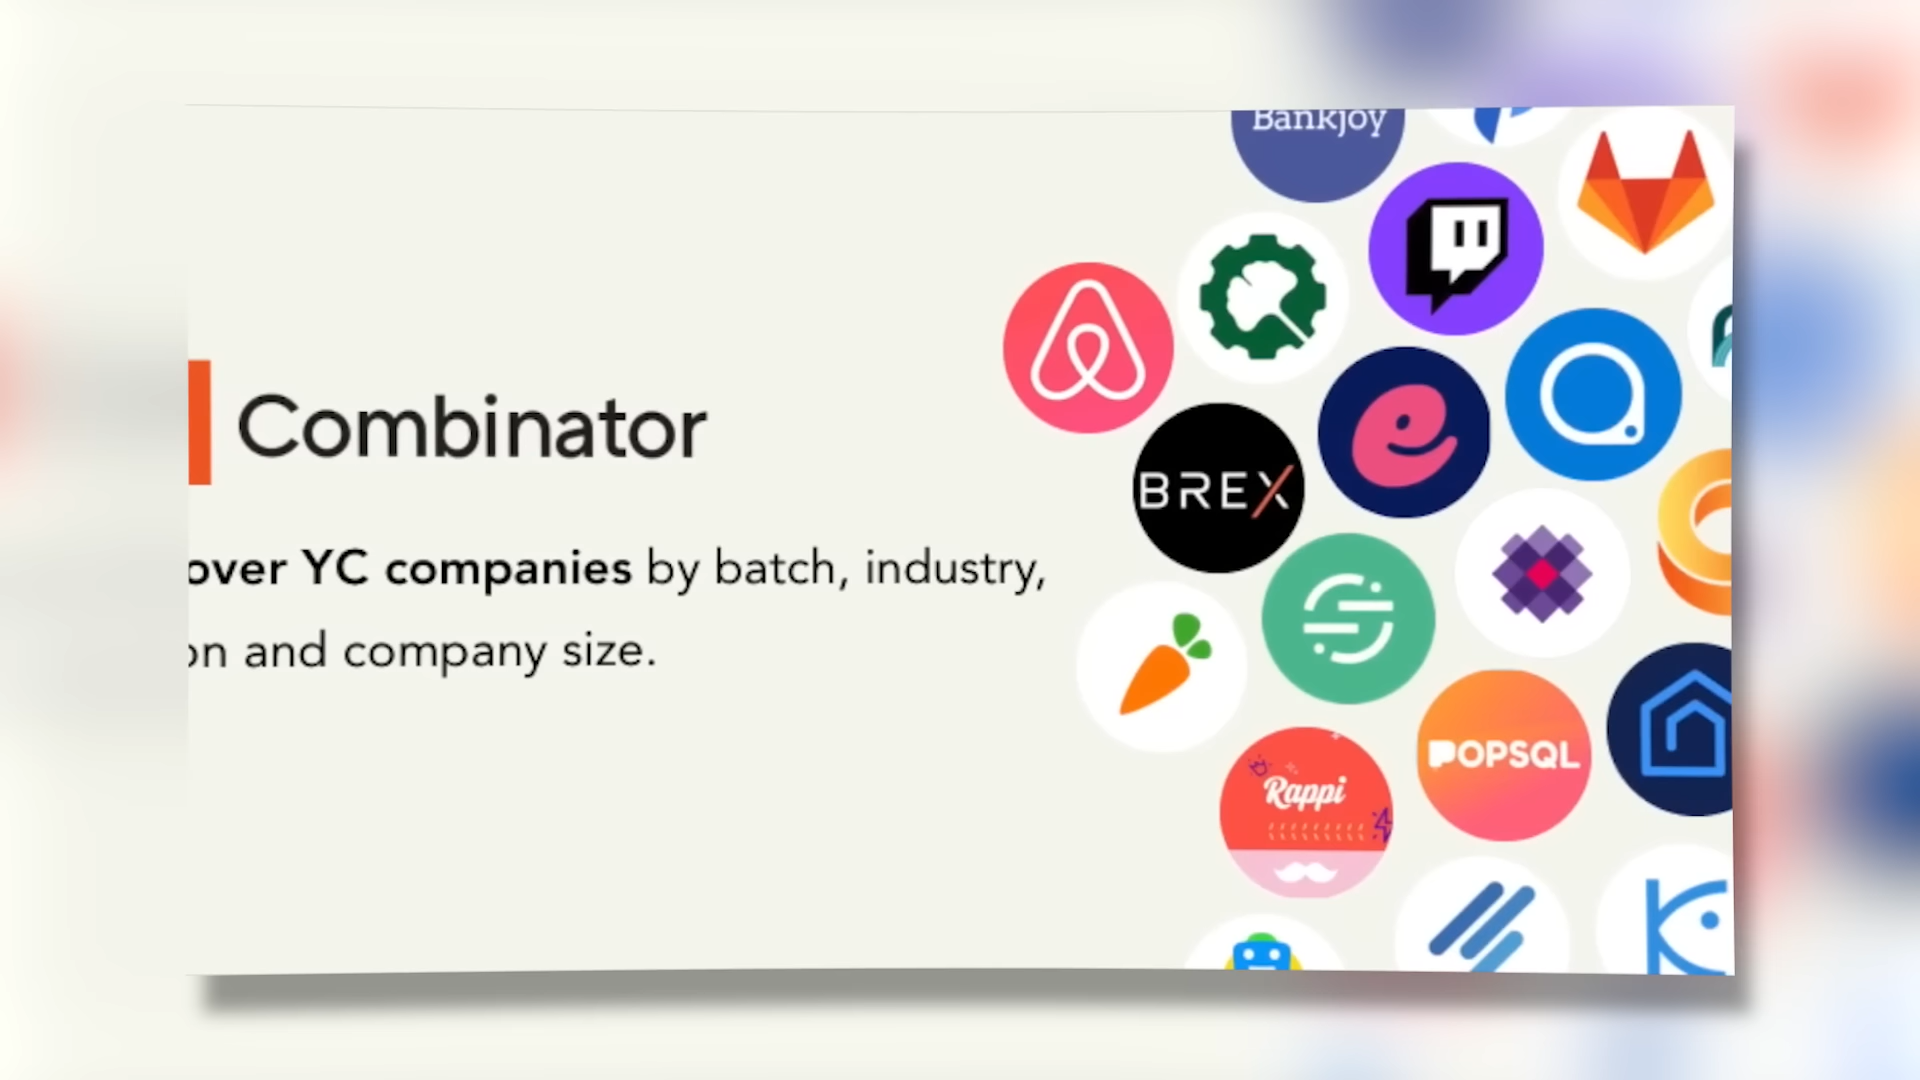 Combinator
over YC companies by batch, industry,
on and company size.
Bankjoy
BREX
POPSQL
Rappi